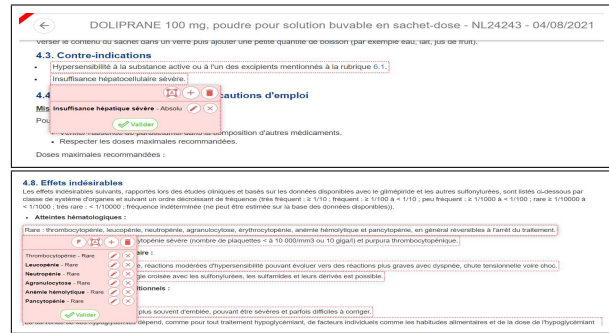 DOLIPRANE 100 mg, poudre pour solution buvable en sachet-dose - NL24243 - 04/08/2021
Verser le contenu du sachet dans un verre puis ajouter une petite quantité de boisson (par exemple eau, lait, jus de fruit).
4.3. Contre-indications
• Hypersensibilité à la substance active ou à l'un des excipients mentionnés à la rubrique 6.1.
• Insuffisance hépatocellulaire sévère.
4.4 cautions d'emploi
Mis
Insuffisance hépatique sévère - Absolu
Pou
Valider
position d'autres médicaments.
• Respecter les doses maximales recommandées.
Doses maximales recommandées :
4.8. Effets indésirables
Les effets indésirables suivants, rapportés lors des études cliniques et basés sur les données disponibles avec le glimépiride et les autres sulfonylurées, sont listés ci-dessous par
classe de système d'organes et suivant un ordre décroissant de fréquence (très fréquent : ≥ 1/10 ; fréquent : ≥ 1/100 à < 1/10 ; peu fréquent : ≥ 1/1000 à < 1/100 ; rare ≥ 1/10000 à
< 1/1000 ; très rare : < 1/10000 ; fréquence indéterminée (ne peut être estimée sur la base des données disponibles)).
• Atteintes hématologiques :
Rare : thrombocytopénie, leucopénie, neutropénie, agranulocytose, érythrocytopénie, anémie hémolytique et pancytopénie, en général réversibles à l'arrêt du traitement.
F
ytopénie sévère (nombre de plaquettes < à 10 000/mm3 ou 10 giga/l) et purpura thrombocytopénique.
Thrombocytopénie - Rare
aire :
Leucopénie - Rare
e, réactions modérées d'hypersensibilité pouvant évoluer vers des réactions plus graves avec dyspnée, chute tensionnelle voire choc.
Neutropénie - Rare
Agranulocytose - Rare
gie croisée avec les sulfonylurées, les sulfamides et leurs dérivés est possible.
Anémie hémolytique - Rare
tionnels :
Pancytopénie - Rare
Valider
plus souvent d'emblée, pouvant être sévères et parfois difficiles à corriger.
dépend, comme pour tout traitement hypoglycémiant, de facteurs individuels comme les habitudes alimentaires et de la dose de l'hypoglycémiant